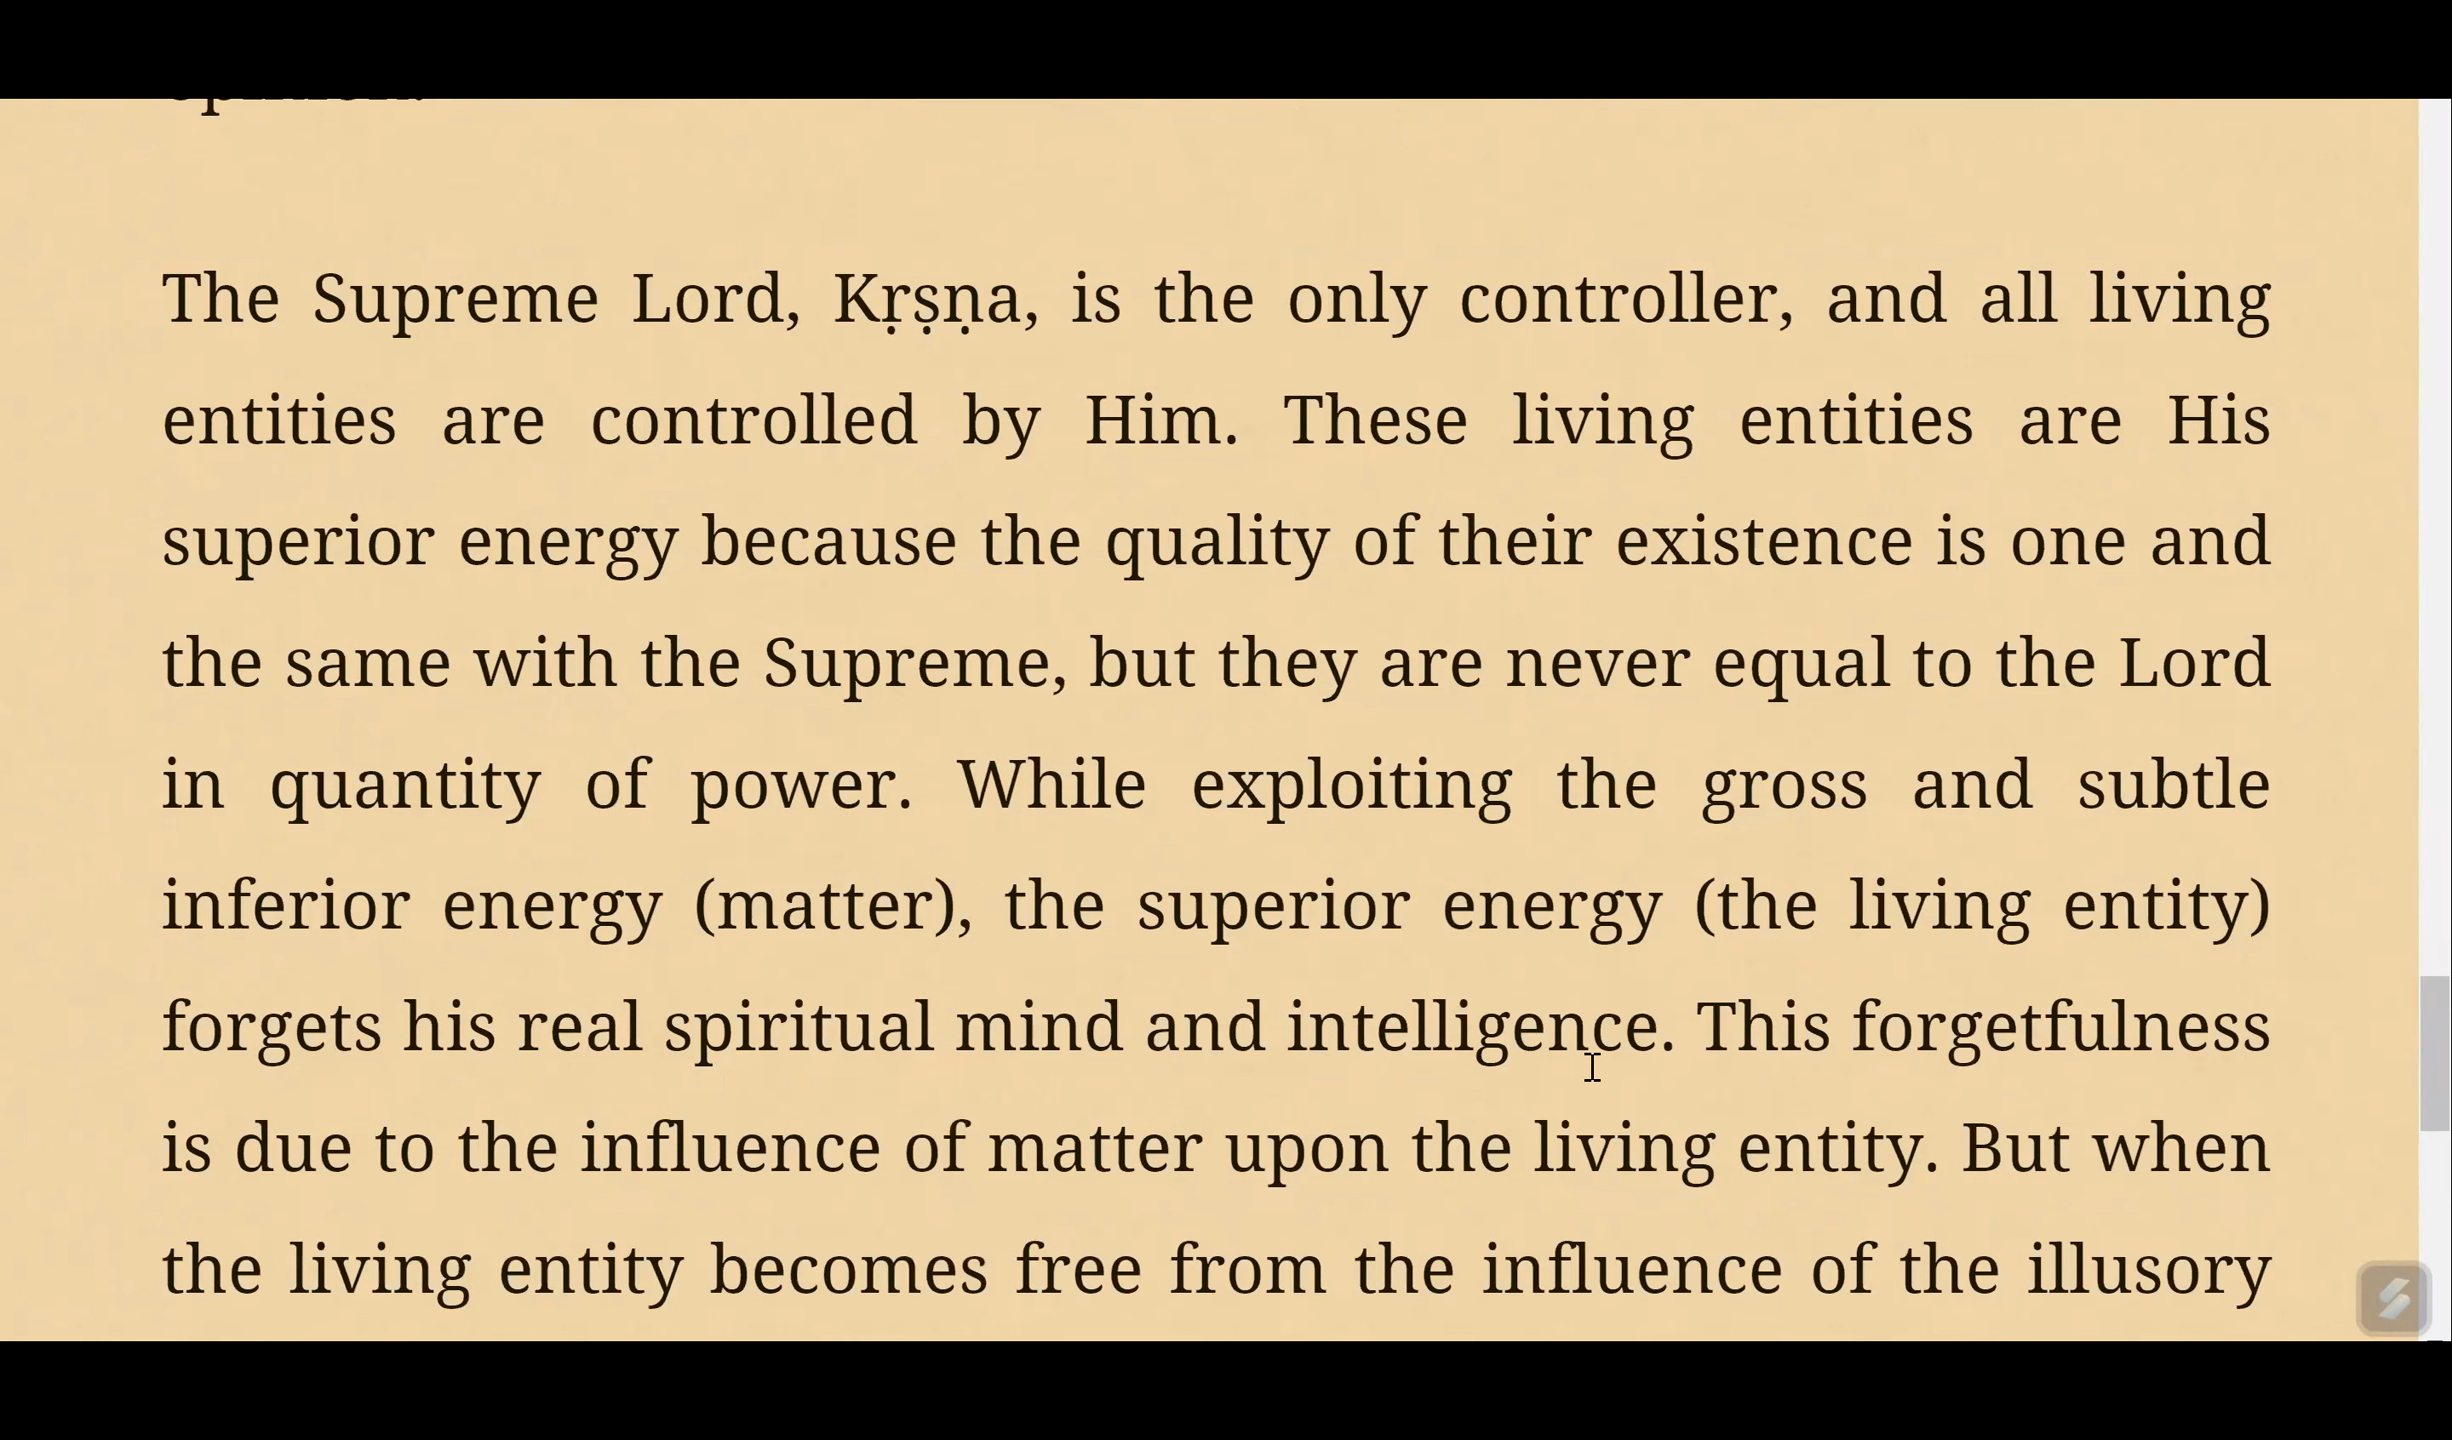 The Supreme Lord, Kṛṣṇa, is the only controller, and all living
entities are controlled by Him. These living entities are His
superior energy because the quality of their existence is one and
the same with the Supreme, but they are never equal to the Lord
in quantity of power. While exploiting the gross and subtle
inferior energy (matter), the superior energy (the living entity)
forgets his real spiritual mind and intelligence. This forgetfulness
is due to the influence of matter upon the living entity. But when
the living entity becomes free from the influence of the illusory